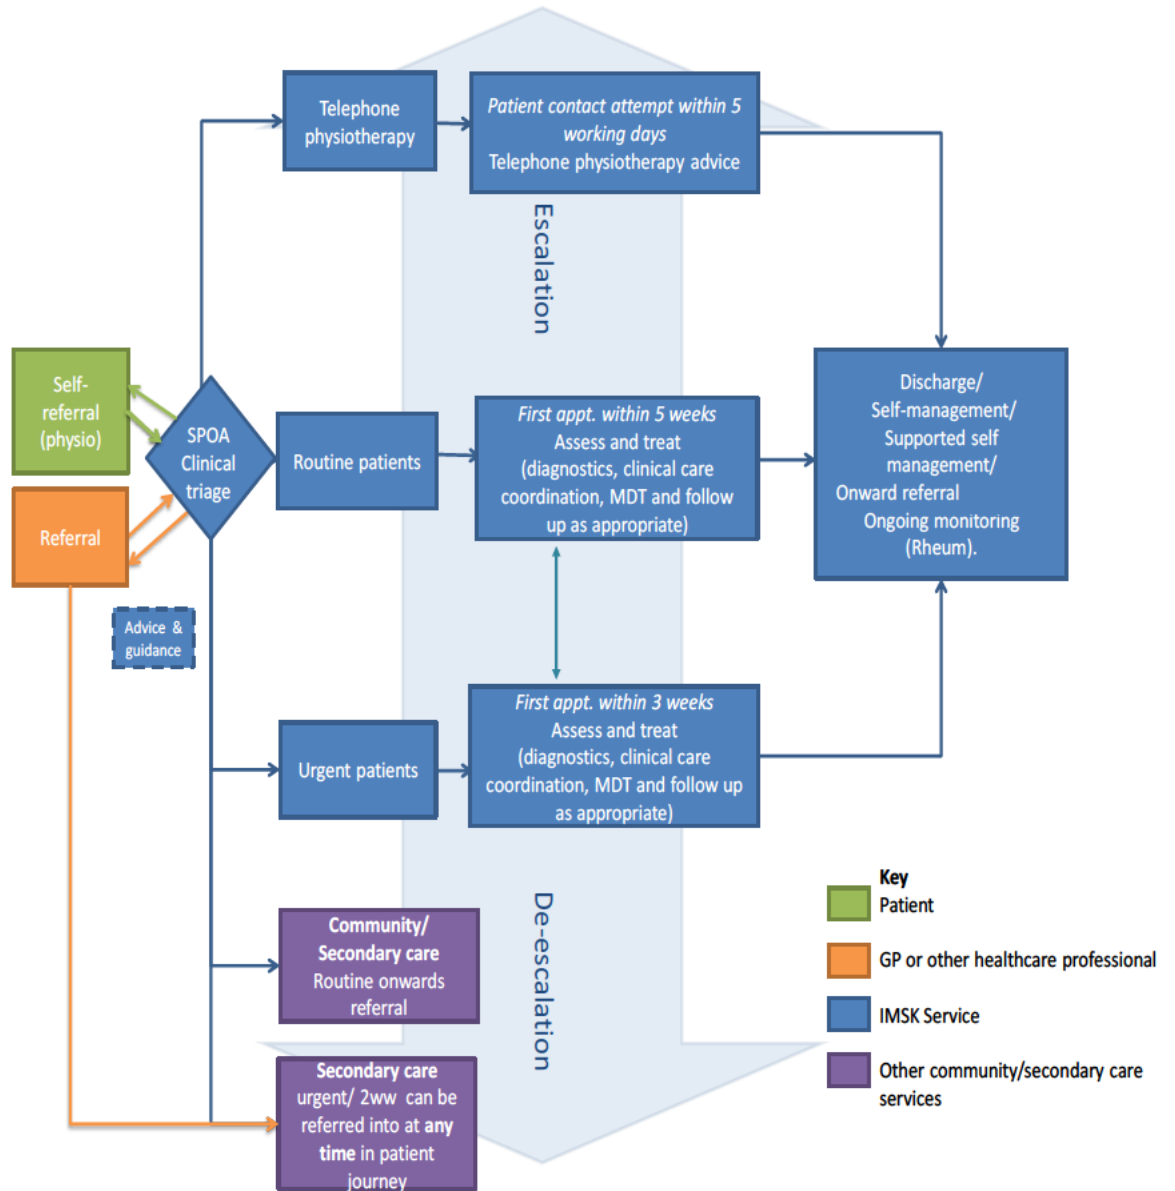 Telephone
physiotherapy
Patient contact attempt within 5
working days
Telephone physiotherapy advice
Escalation
Self-
referral
(physio)
SPOA
Clinical
triage
Routine patients
First appt. within 5 weeks
Assess and treat
(diagnostics, clinical care
coordination, MDT and follow
up as appropriate)
Discharge/
Self-management/
Supported self
management/
Onward referral
Ongoing monitoring
(Rheum).
Referral
Advice &
guidance
Urgent patients
First appt. within 3 weeks
Assess and treat
(diagnostics, clinical care
coordination, MDT and follow up
as appropriate)
De-escalation
Community/
Secondary care
Routine onwards
referral
Secondary care
urgent/ 2ww can be
referred into at any
time in patient
journey
Key
Patient
GP or other healthcare professional
IMSK Service
Other community/secondary care
services